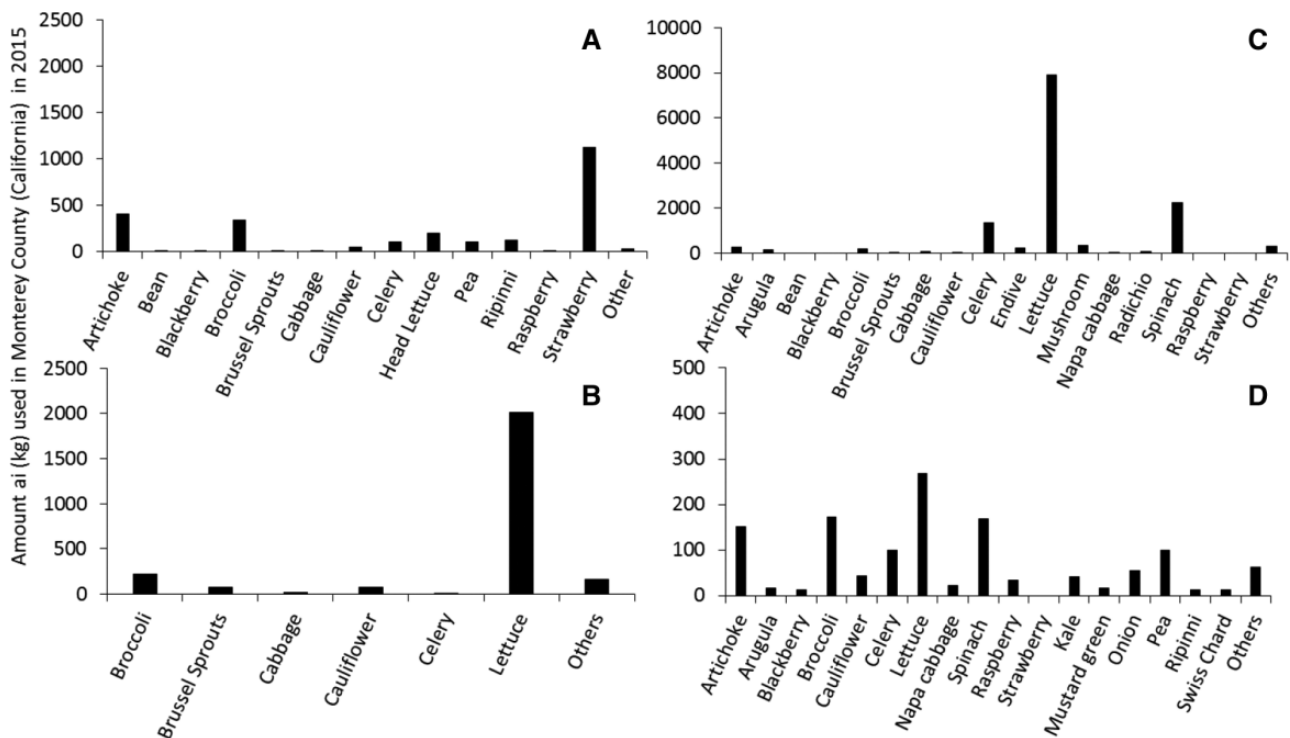 Amount ai (kg) used in Monterey County (California) in 2015
A
2500
2000
1500
1000
500
0
Artichoke
Bean
Blackberry
Broccoli
Brussel Sprouts
Cabbage
Cauliflower
Celery
Head Lettuce
Pea
Ripinni
Raspberry
Strawberry
Other
C
10000
8000
6000
4000
2000
0
Artichoke
Arugula
Bean
Blackberry
Broccoli
Brussel Sprouts
Cabbage
Cauliflower
Celery
Endive
Lettuce
Mushroom
Napa cabbage
Radichio
Spinach
Raspberry
Strawberry
Others
B
2500
2000
1500
1000
500
0
Broccoli
Brussel Sprouts
Cabbage
Cauliflower
Celery
Lettuce
Others
D
500
400
300
200
100
0
Artichoke
Arugula
Blackberry
Broccoli
Cauliflower
Celery
Lettuce
Napa cabbage
Spinach
Raspberry
Strawberry
Kale
Mustard green
Onion
Pea
Ripinni
Swiss Chard
Others